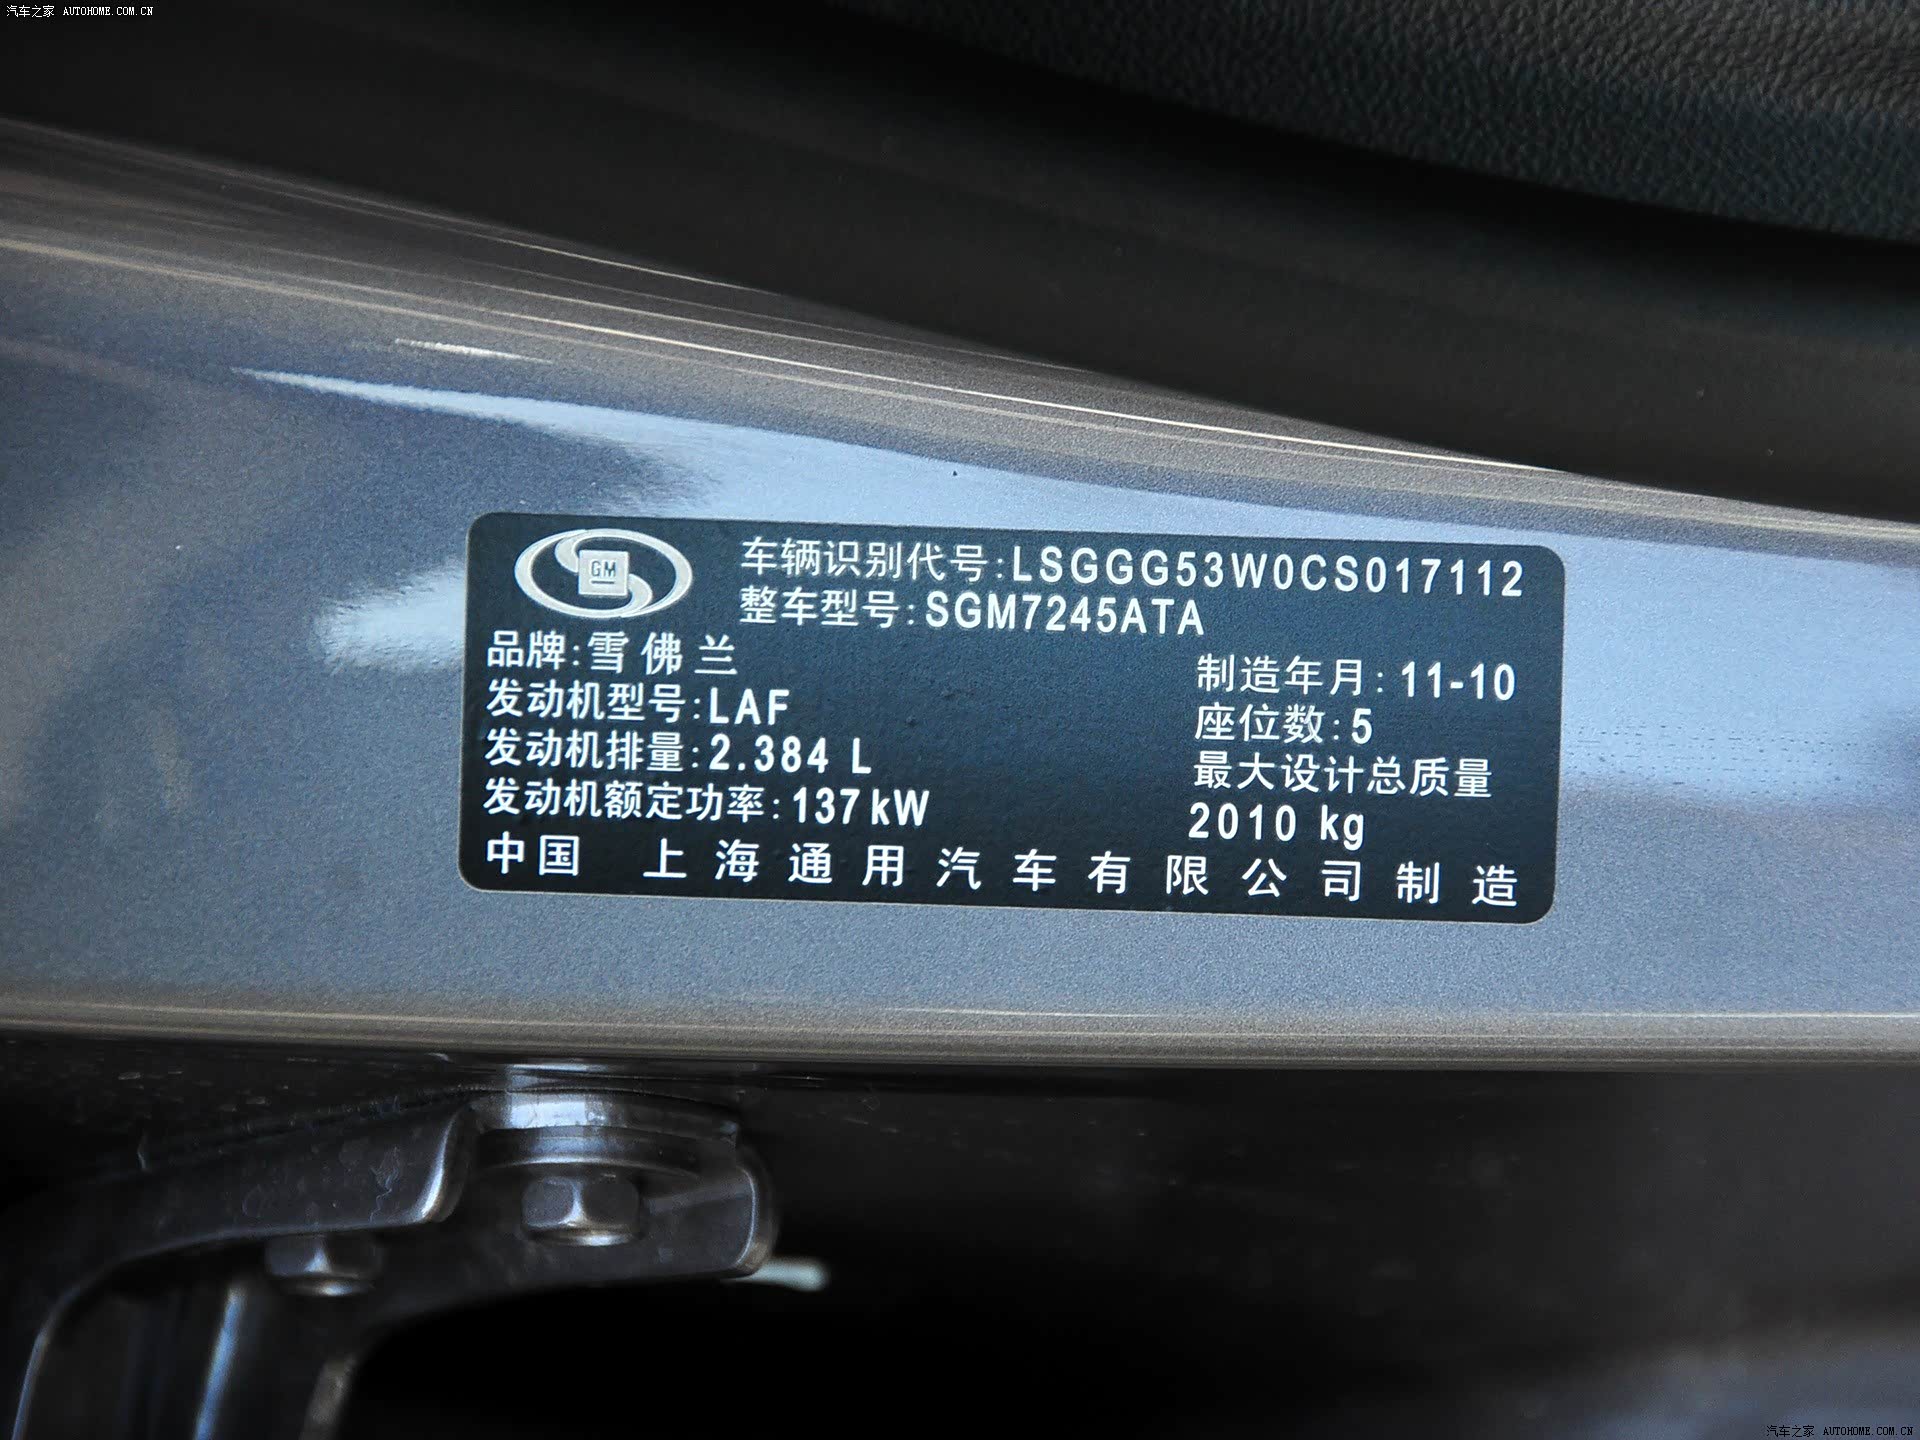 汽车之家 AUTOHOME.COM.CN
GM
车辆识别代号:LSGGG53W0CS017112
整车型号:SGM7245ATA
品牌:雪佛兰
制造年月:11-10
发动机型号:LAF
座位数:5
发动机排量:2.384 L
最大设计总质量
发动机额定功率:137kW
2010 kg
中国 上海通用汽车有限公司制造
汽车之家 AUTOHOME.COM.CN